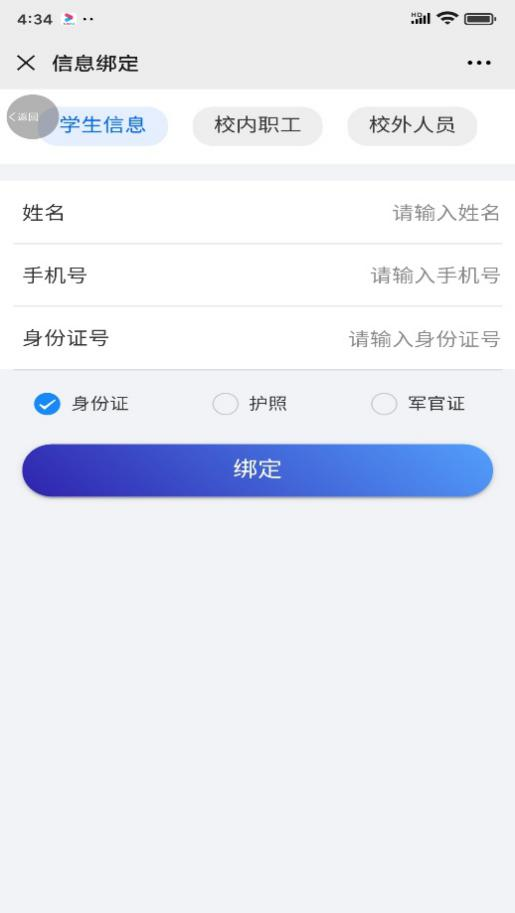 4:34
HD
信息绑定
返回
学生信息 校内职工 校外人员
姓名 请输入姓名
手机号 请输入手机号
身份证号 请输入身份证号
身份证 护照 军官证
绑定